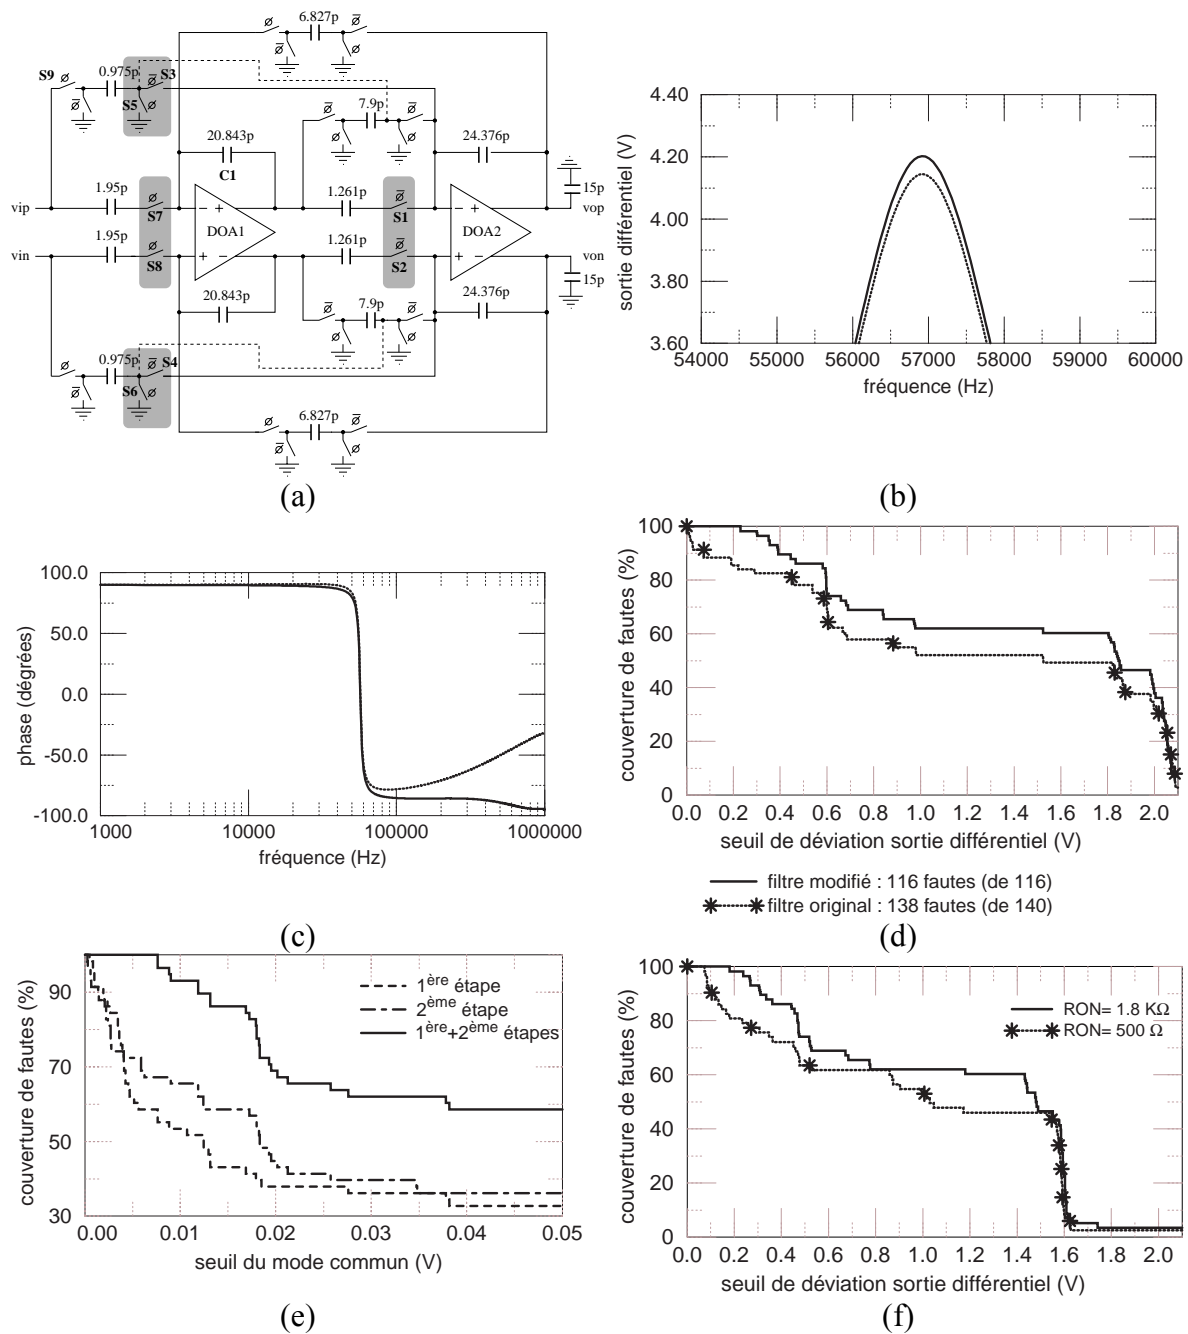 6.827p
S9
0.975p
S3
S5
7.9p
20.843p
C1
24.376p
1.95p
1.261p
15p
vip
S7
DOA1
S1
DOA2
vop
1.95p
1.261p
vin
S8
S2
von
15p
20.843p
7.9p
24.376p
0.975p
S4
S6
6.827p
(a)
sortie différentiel (V)
4.40
4.20
4.00
3.80
3.60
54000 55000 56000 57000 58000 59000 60000
fréquence (Hz)
(b)
phase (dégrées)
100.0
50.0
0.0
-50.0
-100.0
1000 10000 100000 1000000
fréquence (Hz)
(c)
couverture de fautes (%)
100
80
60
40
20
0
0.0 0.2 0.4 0.6 0.8 1.0 1.2 1.4 1.6 1.8 2.0
seuil de déviation sortie différentiel (V)
filtre modifié : 116 fautes (de 116)
filtre original : 138 fautes (de 140)
(d)
couverture de fautes (%)
90
70
50
30
1ère étape
2ème étape
1ère+2ème étapes
0.00 0.01 0.02 0.03 0.04 0.05
seuil du mode commun (V)
(e)
couverture de fautes (%)
100
80
60
40
20
0
RON= 1.8 KΩ
RON= 500 Ω
0.0 0.2 0.4 0.6 0.8 1.0 1.2 1.4 1.6 1.8 2.0
seuil de déviation sortie différentiel (V)
(f)